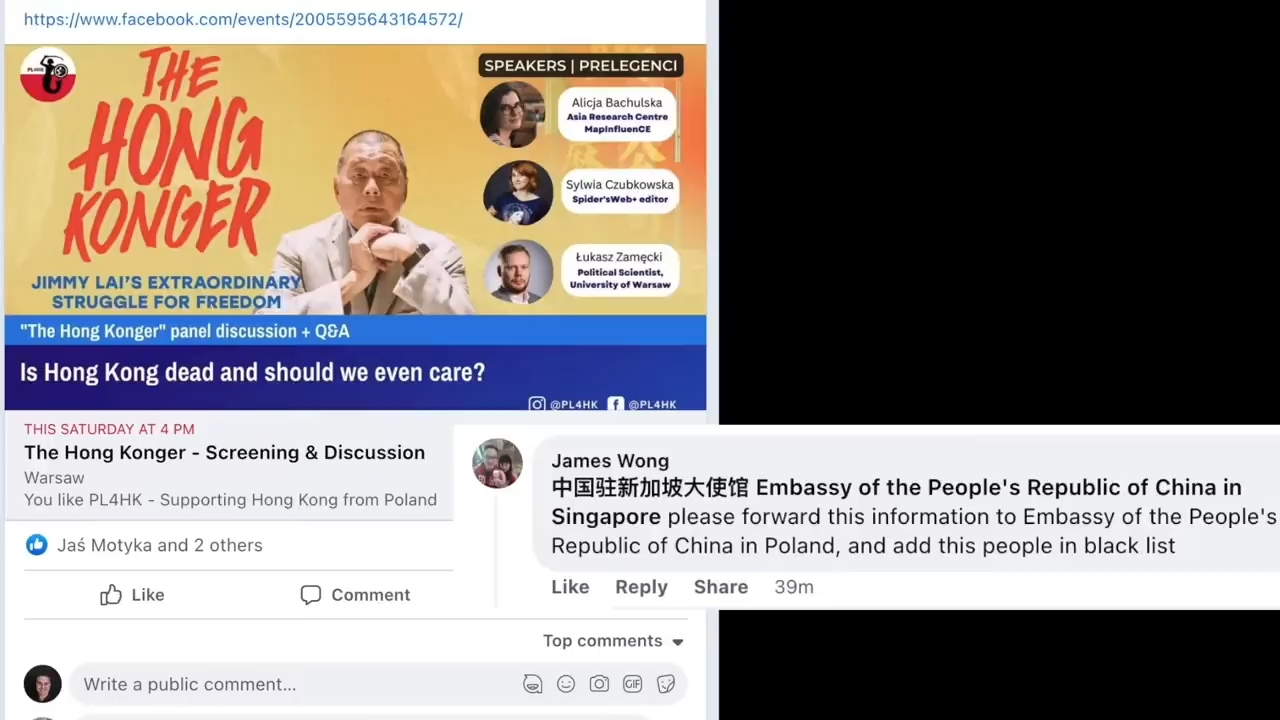 https://www.facebook.com/events/2005595643164572/
PL4HK
THE
HONG
KONGER
JIMMY LAI'S EXTRAORDINARY
STRUGGLE FOR FREEDOM
SPEAKERS | PRELEGENCI
Alicja Bachulska
Asia Research Centre
MapInfluenCE
Sylwia Czubkowska
Spider'sWeb+ editor
Łukasz Zamęcki
Political Scientist,
University of Warsaw
"The Hong Konger" panel discussion + Q&A
Is Hong Kong dead and should we even care?
@PL4HK @PL4HK
THIS SATURDAY AT 4 PM
The Hong Konger - Screening & Discussion
Warsaw
You like PL4HK - Supporting Hong Kong from Poland
Jaś Motyka and 2 others
Like Comment
James Wong
中国驻新加坡大使馆 Embassy of the People's Republic of China in
Singapore please forward this information to Embassy of the People's
Republic of China in Poland, and add this people in black list
Like Reply Share 39m
Top comments
Write a public comment...
GIF